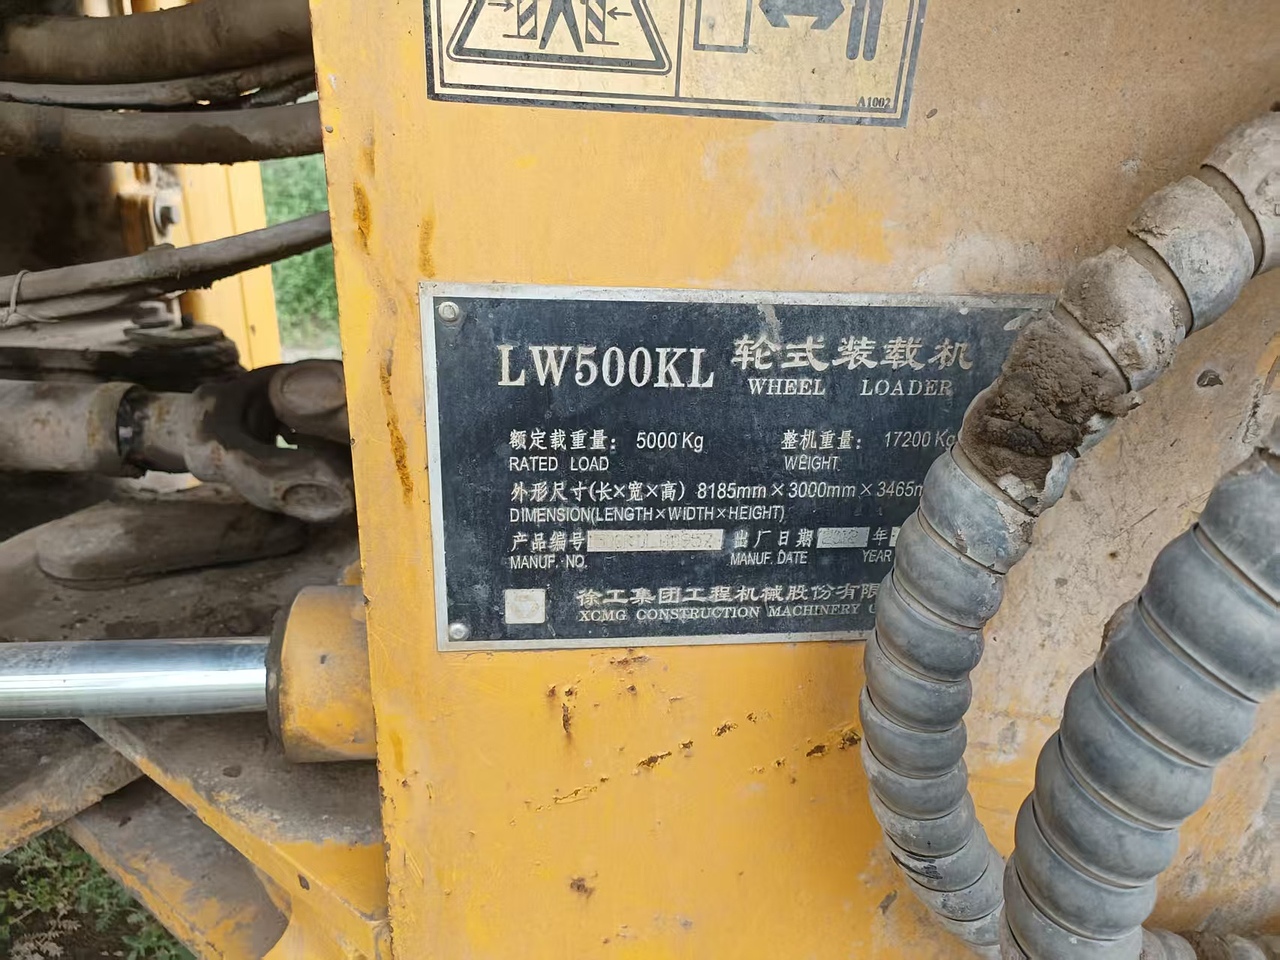 A1002
LW500KL 轮式装载机
WHEEL LOADER
额定载重量: 5000 Kg 整机重量: 17200 Kg
RATED LOAD WEIGHT
外形尺寸(长×宽×高) 8185mm×3000mm×3465m
DIMENSION(LENGTH×WIDTH×HEIGHT)
产品编号 出厂日期 年
MANUF. NO. MANUF. DATE YEAR
徐工集团工程机械股份有限
XCMG CONSTRUCTION MACHINERY